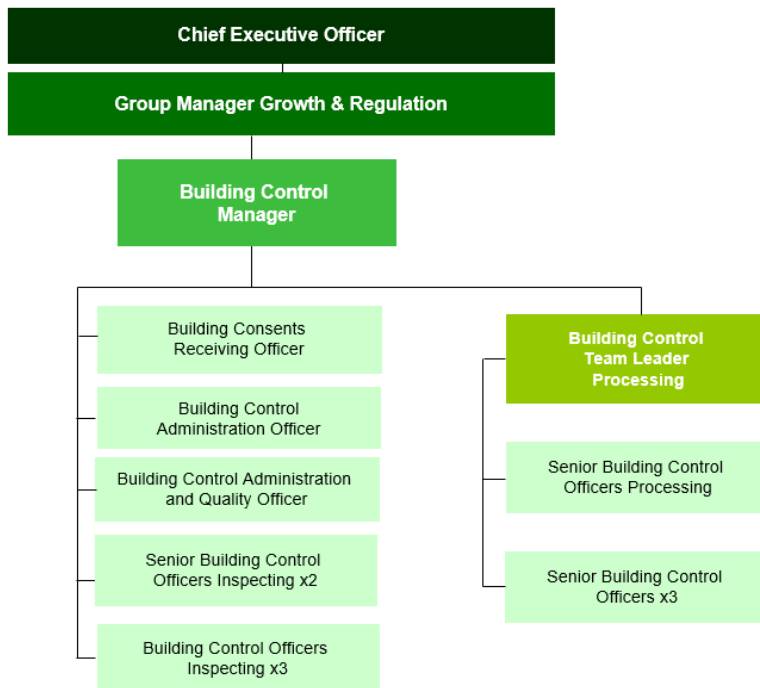 Chief Executive Officer
Group Manager Growth & Regulation
Building Control
Manager
Building Consents
Receiving Officer
Building Control
Administration Officer
Building Control Administration
and Quality Officer
Senior Building Control
Officers Inspecting x2
Building Control Officers
Inspecting x3
Building Control
Team Leader
Processing
Senior Building Control
Officers Processing
Senior Building Control
Officers x3